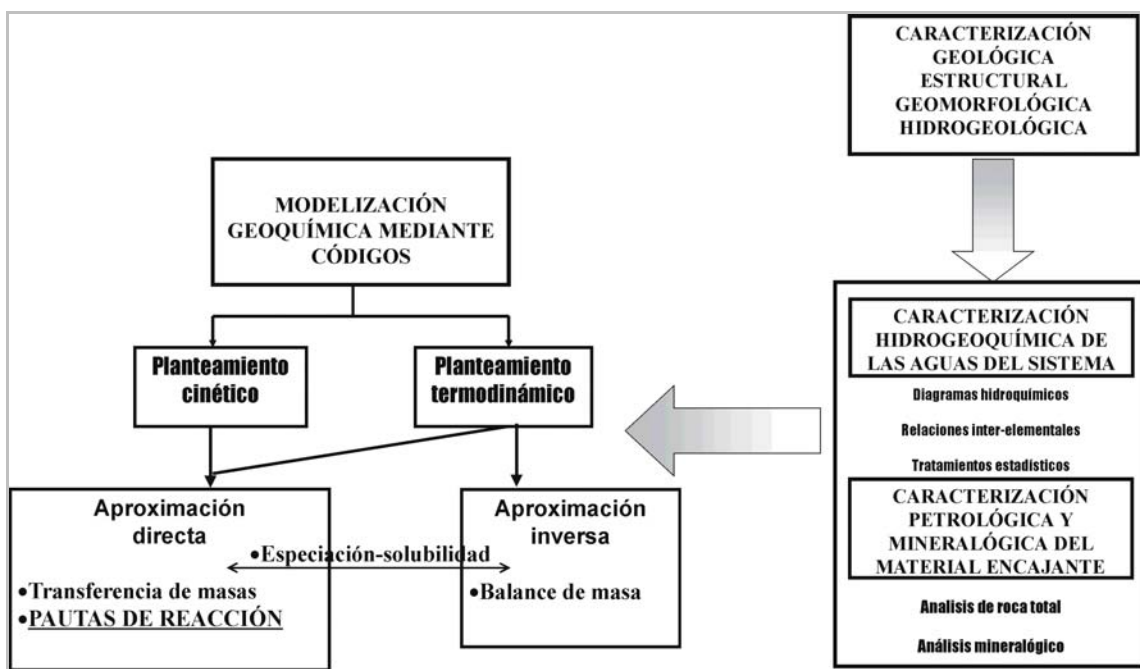 CARACTERIZACIÓN
GEOLÓGICA
ESTRUCTURAL
GEOMORFOLÓGICA
HIDROGEOLÓGICA
MODELIZACIÓN
GEOQUÍMICA MEDIANTE
CÓDIGOS
Planteamiento
cinético
Planteamiento
termodinámico
Aproximación
directa
•Especiación-solubilidad
•Transferencia de masas
•PAUTAS DE REACCIÓN
Aproximación
inversa
•Balance de masa
CARACTERIZACIÓN
HIDROGEOQUÍMICA DE
LAS AGUAS DEL SISTEMA
Diagramas hidroquímicos
Relaciones inter-elementales
Tratamientos estadísticos
CARACTERIZACIÓN
PETROLÓGICA Y
MINERALÓGICA DEL
MATERIAL ENCAJANTE
Analisis de roca total
Análisis mineralógico